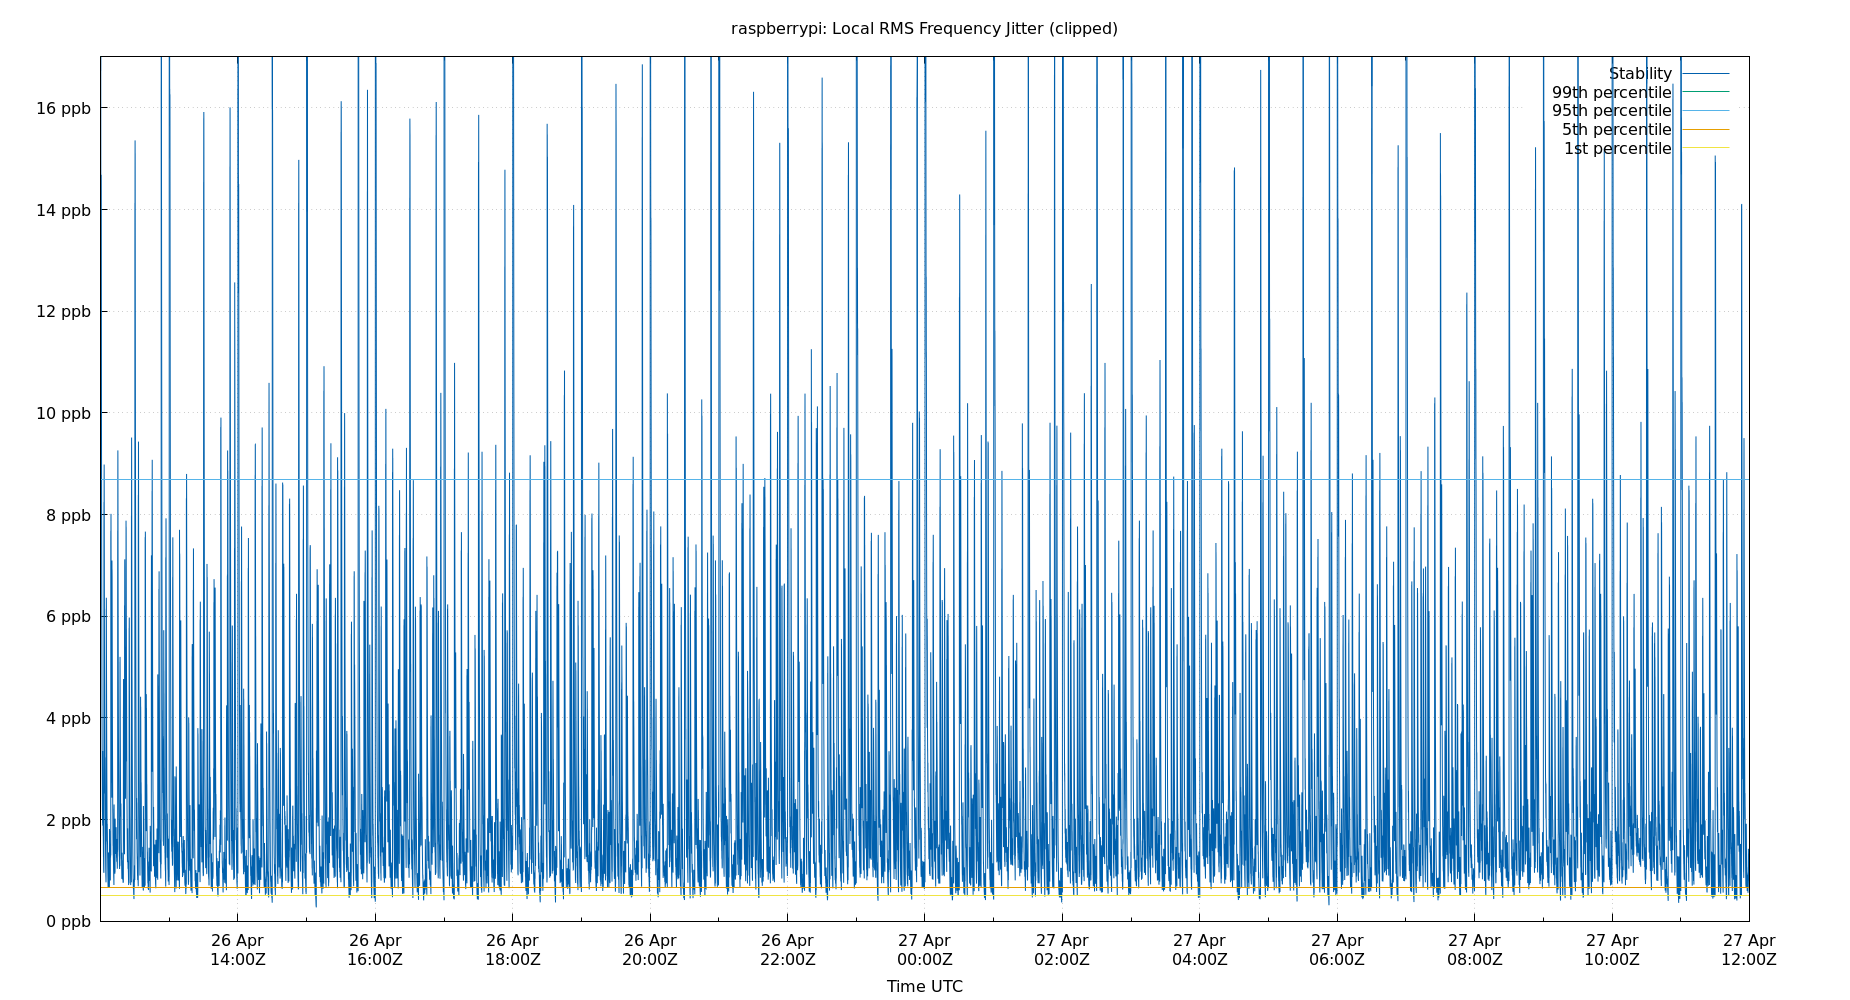 raspberrypi: Local RMS Frequency Jitter (clipped)
Stability
99th percentile
95th percentile
5th percentile
1st percentile
16 ppb
14 ppb
12 ppb
10 ppb
8 ppb
6 ppb
4 ppb
2 ppb
0 ppb
26 Apr 26 Apr 26 Apr 26 Apr 26 Apr 27 Apr 27 Apr 27 Apr 27 Apr 27 Apr 27 Apr 27 Apr
14:00Z 16:00Z 18:00Z 20:00Z 22:00Z 00:00Z 02:00Z 04:00Z 06:00Z 08:00Z 10:00Z 12:00Z
Time UTC